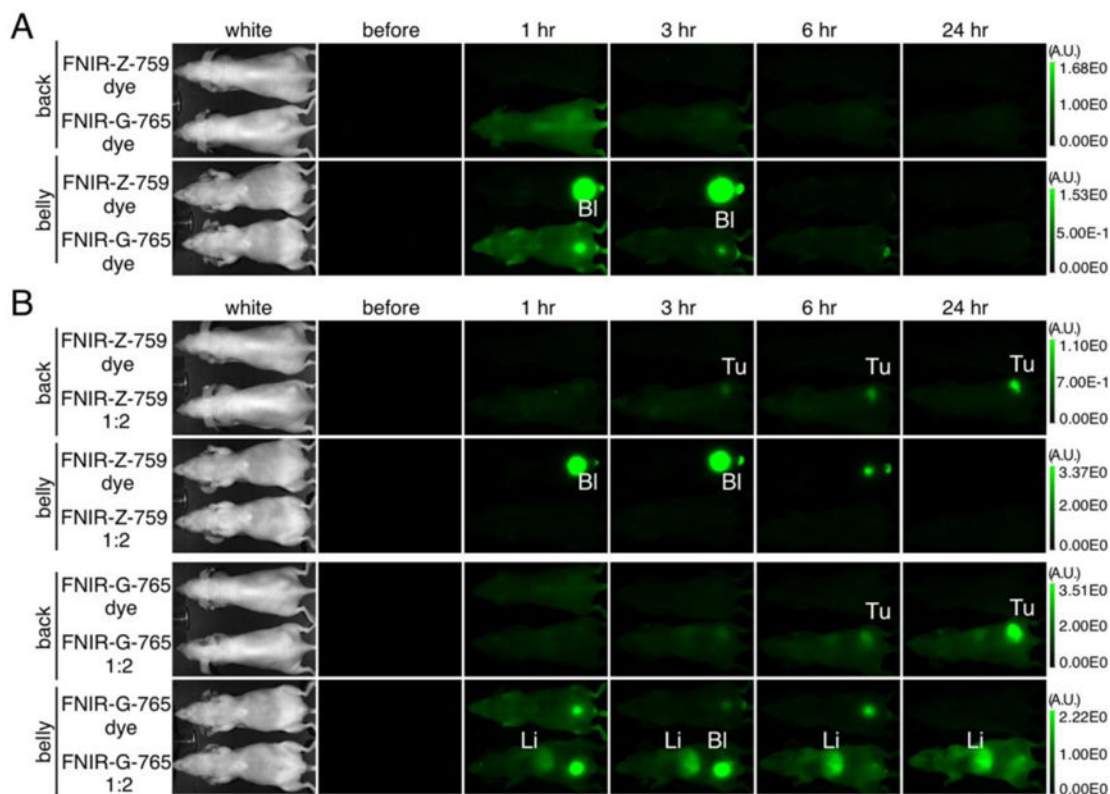 A
white before 1 hr 3 hr 6 hr 24 hr
(A.U.)
back
FNIR-Z-759
dye
FNIR-G-765
dye
1.68E0
1.00E0
0.00E0
(A.U.)
belly
FNIR-Z-759
dye
FNIR-G-765
dye
Bl
Bl
1.53E0
5.00E-1
0.00E0
B
white before 1 hr 3 hr 6 hr 24 hr
(A.U.)
back
FNIR-Z-759
dye
FNIR-Z-759
1:2
Tu
Tu
Tu
1.10E0
7.00E-1
0.00E0
(A.U.)
belly
FNIR-Z-759
dye
FNIR-Z-759
1:2
Bl
Bl
3.37E0
2.00E0
0.00E0
(A.U.)
back
FNIR-G-765
dye
FNIR-G-765
1:2
Tu
Tu
3.51E0
2.00E0
0.00E0
(A.U.)
belly
FNIR-G-765
dye
FNIR-G-765
1:2
Li
Li Bl
Li
Li
2.22E0
1.00E0
0.00E0